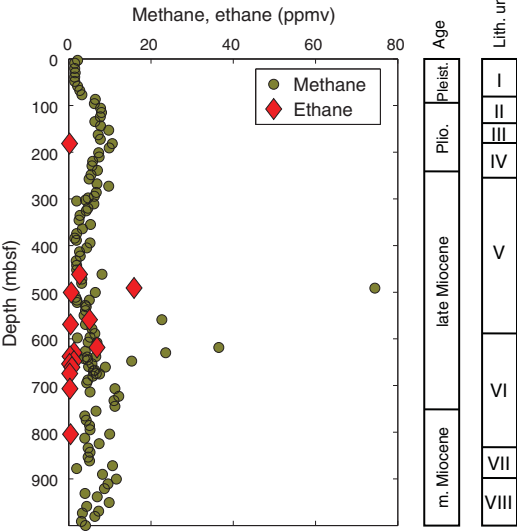 Methane, ethane (ppmv)
0 20 40 60 80
Age
Lith. un
Depth (mbsf)
0
100
200
300
400
500
600
700
800
900
Methane
Ethane
Pleist.
Plio.
late Miocene
m. Miocene
I
II
III
IV
V
VI
VII
VIII